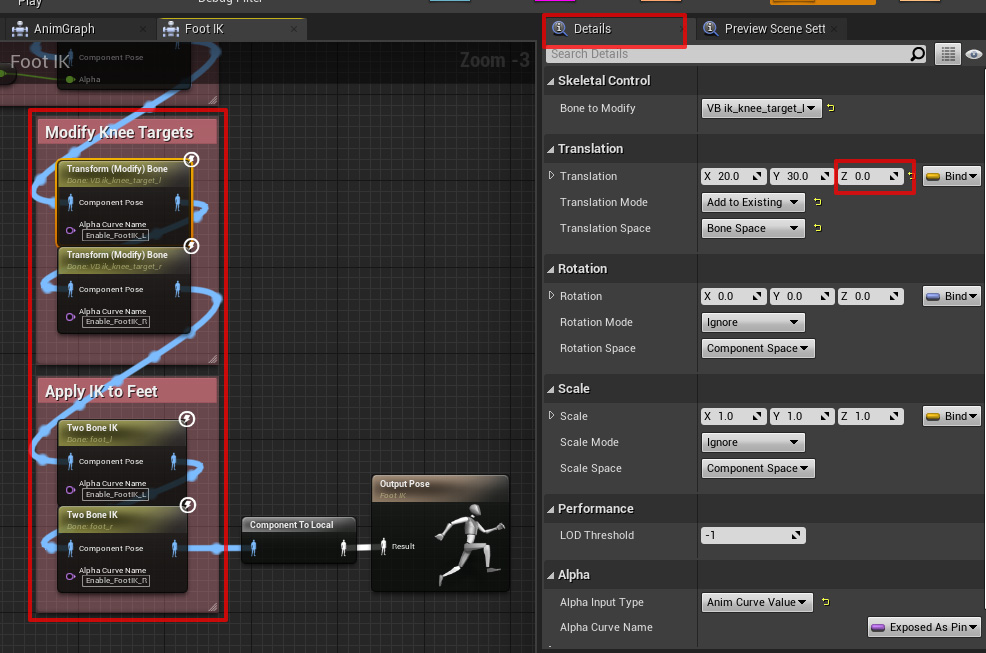 Play
Debug Filter
AnimGraph
Foot IK
Foot IK
Zoom -3
Component Pose
Alpha
Modify Knee Targets
Transform (Modify) Bone
Bone: VB ik_knee_target_l
Component Pose
Alpha Curve Name
Enable_FootIK_L
Transform (Modify) Bone
Bone: VB ik_knee_target_r
Component Pose
Alpha Curve Name
Enable_FootIK_R
Apply IK to Feet
Two Bone IK
Bone: foot_l
Component Pose
Alpha Curve Name
Enable_FootIK_L
Two Bone IK
Bone: foot_r
Component Pose
Alpha Curve Name
Enable_FootIK_R
Component To Local
Output Pose
Foot IK
Result
Details
Preview Scene Sett
Search Details
Skeletal Control
Bone to Modify VB ik_knee_target_l
Translation
Translation X 20.0 Y 30.0 Z 0.0 Bind
Translation Mode Add to Existing
Translation Space Bone Space
Rotation
Rotation X 0.0 Y 0.0 Z 0.0 Bind
Rotation Mode Ignore
Rotation Space Component Space
Scale
Scale X 1.0 Y 1.0 Z 1.0 Bind
Scale Mode Ignore
Scale Space Component Space
Performance
LOD Threshold -1
Alpha
Alpha Input Type Anim Curve Value
Alpha Curve Name Exposed As Pin